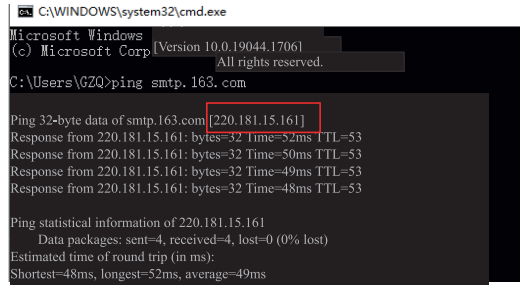 C:\WINDOWS\system32\cmd.exe
Microsoft Windows [Version 10.0.19044.1706]
(c) Microsoft Corp All rights reserved.
C:\Users\GZQ>ping smtp.163.com
Ping 32-byte data of smtp.163.com [220.181.15.161]
Response from 220.181.15.161: bytes=32 Time=52ms TTL=53
Response from 220.181.15.161: bytes=32 Time=50ms TTL=53
Response from 220.181.15.161: bytes=32 Time=49ms TTL=53
Response from 220.181.15.161: bytes=32 Time=48ms TTL=53
Ping statistical information of 220.181.15.161
Data packages: sent=4, received=4, lost=0 (0% lost)
Estimated time of round trip (in ms):
Shortest=48ms, longest=52ms, average=49ms